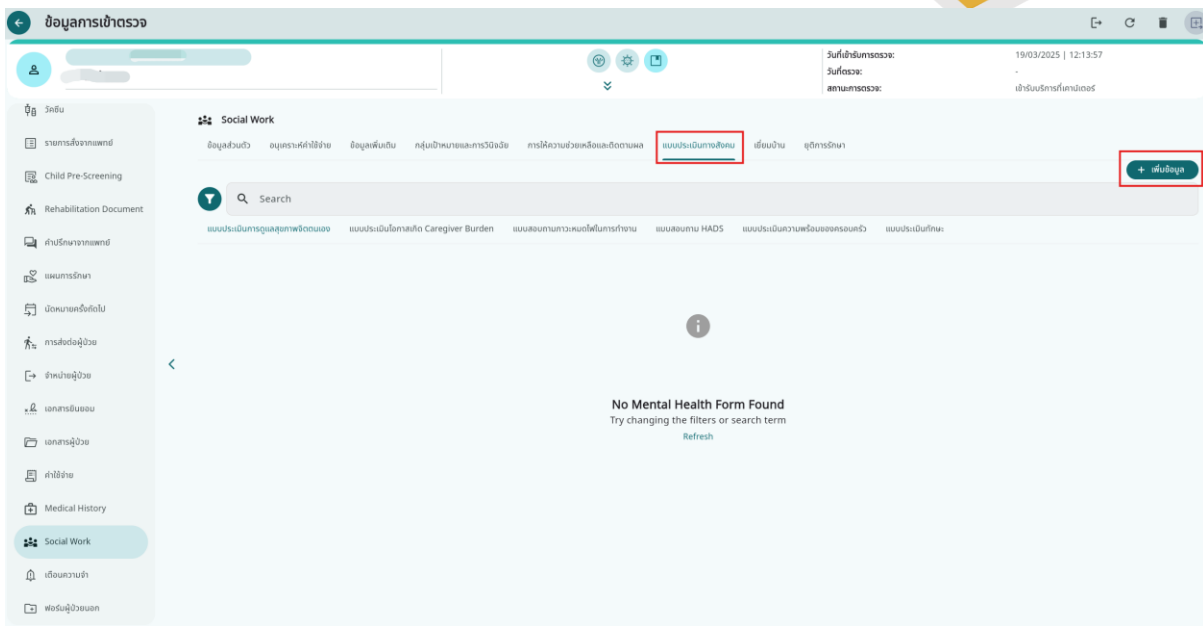 ข้อมูลการเข้าตรวจ
วันที่เข้ารับการตรวจ: 19/03/2025 | 12:13:57
วันที่ตรวจ: -
สถานะการตรวจ: เข้ารับบริการที่เคาน์เตอร์
วัคซีน
รายการสั่งจากแพทย์
Child Pre-Screening
Rehabilitation Document
คำปรึกษาจากแพทย์
แผนการรักษา
นัดหมายครั้งถัดไป
การส่งต่อผู้ป่วย
จำหน่ายผู้ป่วย
เอกสารยินยอม
เอกสารผู้ป่วย
ค่าใช้จ่าย
Medical History
Social Work
เตือนความจำ
ฟอร์มผู้ป่วยนอก
Social Work
ข้อมูลส่วนตัว อนุเคราะห์ค่าใช้จ่าย ข้อมูลเพิ่มเติม กลุ่มเป้าหมายและการวินิจฉัย การให้ความช่วยเหลือและติดตามผล แบบประเมินทางสังคม เยี่ยมบ้าน ยุติการรักษา
+ เพิ่มข้อมูล
Search
แบบประเมินการดูแลสุขภาพจิตตนเอง แบบประเมินโอกาสเกิด Caregiver Burden แบบสอบถามภาวะหมดไฟในการทำงาน แบบสอบถาม HADS แบบประเมินความพร้อมของครอบครัว แบบประเมินทักษะ
No Mental Health Form Found
Try changing the filters or search term
Refresh